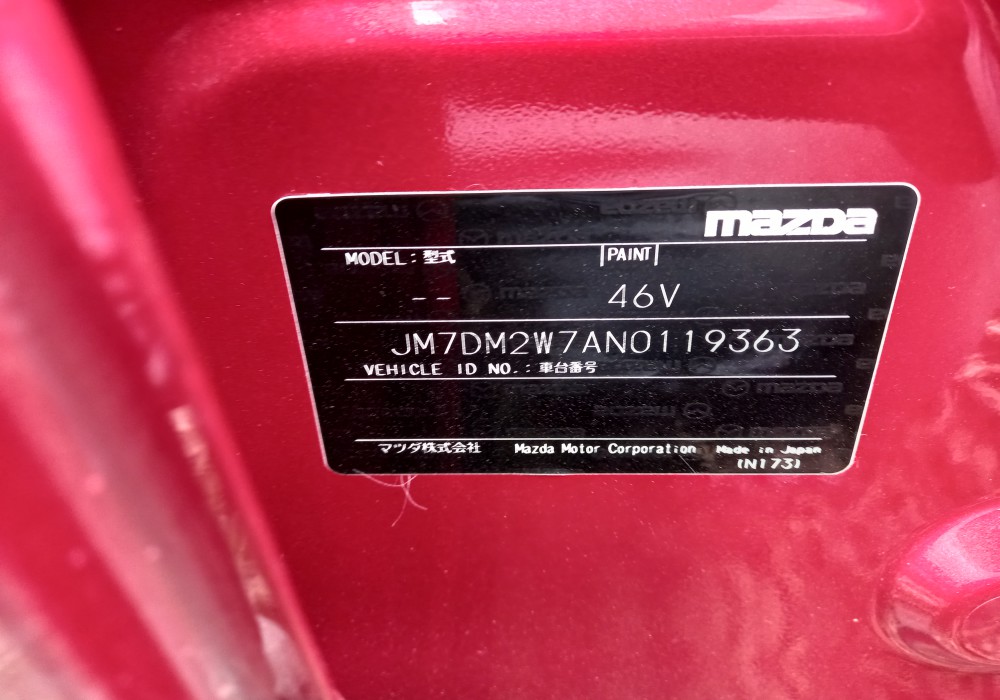 mazda
MODEL: 型式 PAINT
-- 46V
JM7DM2W7AN0119363
VEHICLE ID NO.: 車台番号
マツダ株式会社 Mazda Motor Corporation Made in Japan
(N173)